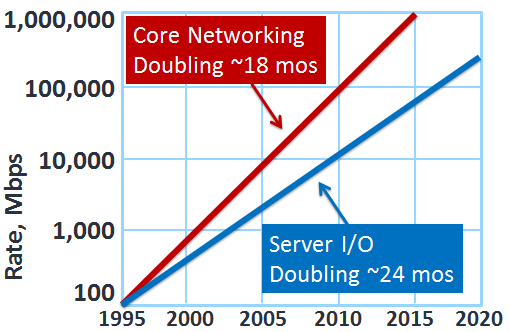 1,000,000
100,000
10,000
1,000
100
Rate, Mbps
Core Networking
Doubling ~18 mos
Server I/O
Doubling ~24 mos
1995 2000 2005 2010 2015 2020